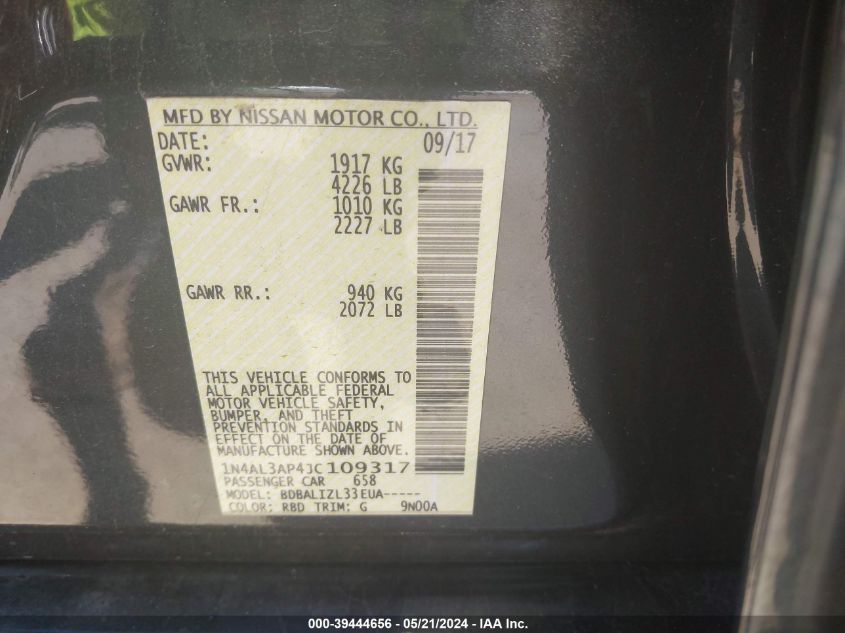 MFD BY NISSAN MOTOR CO., LTD.
DATE: 09/17
GVWR: 1917 KG
4226 LB
GAWR FR.: 1010 KG
2227 LB
GAWR RR.: 940 KG
2072 LB
THIS VEHICLE CONFORMS TO
ALL APPLICABLE FEDERAL
MOTOR VEHICLE SAFETY,
BUMPER, AND THEFT
PREVENTION STANDARDS IN
EFFECT ON THE DATE OF
MANUFACTURE SHOWN ABOVE.
1N4AL3AP4JC109317
PASSENGER CAR 658
MODEL: BDBALIZL33EUA-----
COLOR: RBD TRIM: G 9N00A
000-39444656 - 05/21/2024 - IAA Inc.